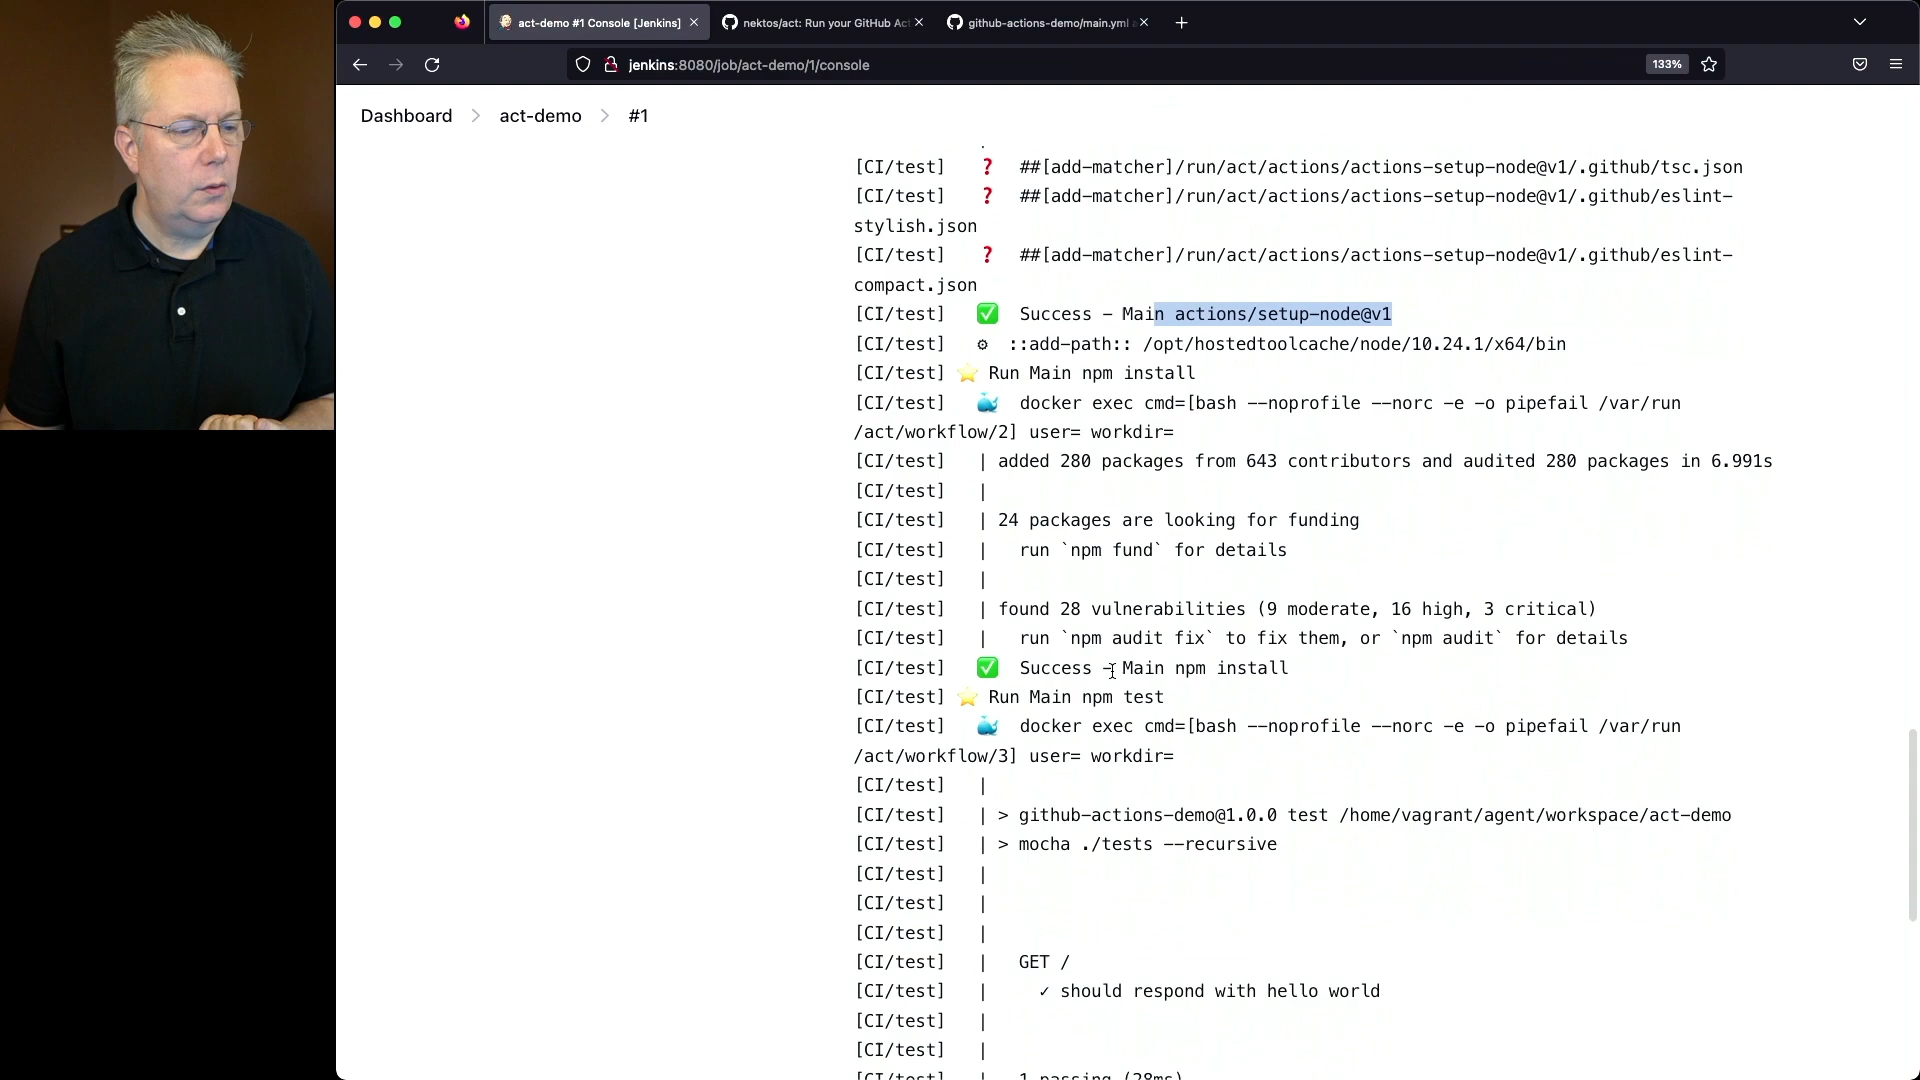 act-demo #1 Console [Jenkins]
nektos/act: Run your GitHub Act
github-actions-demo/main.yml a
jenkins:8080/job/act-demo/1/console
133%
Dashboard > act-demo > #1
[CI/test] ❓ ##[add-matcher]/run/act/actions/actions-setup-node@v1/.github/tsc.json
[CI/test] ❓ ##[add-matcher]/run/act/actions/actions-setup-node@v1/.github/eslint-
stylish.json
[CI/test] ❓ ##[add-matcher]/run/act/actions/actions-setup-node@v1/.github/eslint-
compact.json
[CI/test] ✅ Success - Main actions/setup-node@v1
[CI/test] ⚙ ::add-path:: /opt/hostedtoolcache/node/10.24.1/x64/bin
[CI/test] ⭐ Run Main npm install
[CI/test] 🐳 docker exec cmd=[bash --noprofile --norc -e -o pipefail /var/run
/act/workflow/2] user= workdir=
[CI/test] | added 280 packages from 643 contributors and audited 280 packages in 6.991s
[CI/test] |
[CI/test] | 24 packages are looking for funding
[CI/test] | run `npm fund` for details
[CI/test] |
[CI/test] | found 28 vulnerabilities (9 moderate, 16 high, 3 critical)
[CI/test] | run `npm audit fix` to fix them, or `npm audit` for details
[CI/test] ✅ Success - Main npm install
[CI/test] ⭐ Run Main npm test
[CI/test] 🐳 docker exec cmd=[bash --noprofile --norc -e -o pipefail /var/run
/act/workflow/3] user= workdir=
[CI/test] |
[CI/test] | > github-actions-demo@1.0.0 test /home/vagrant/agent/workspace/act-demo
[CI/test] | > mocha ./tests --recursive
[CI/test] |
[CI/test] |
[CI/test] |
[CI/test] | GET /
[CI/test] | ✓ should respond with hello world
[CI/test] |
[CI/test] |
[CI/test] | 1 passing (28ms)